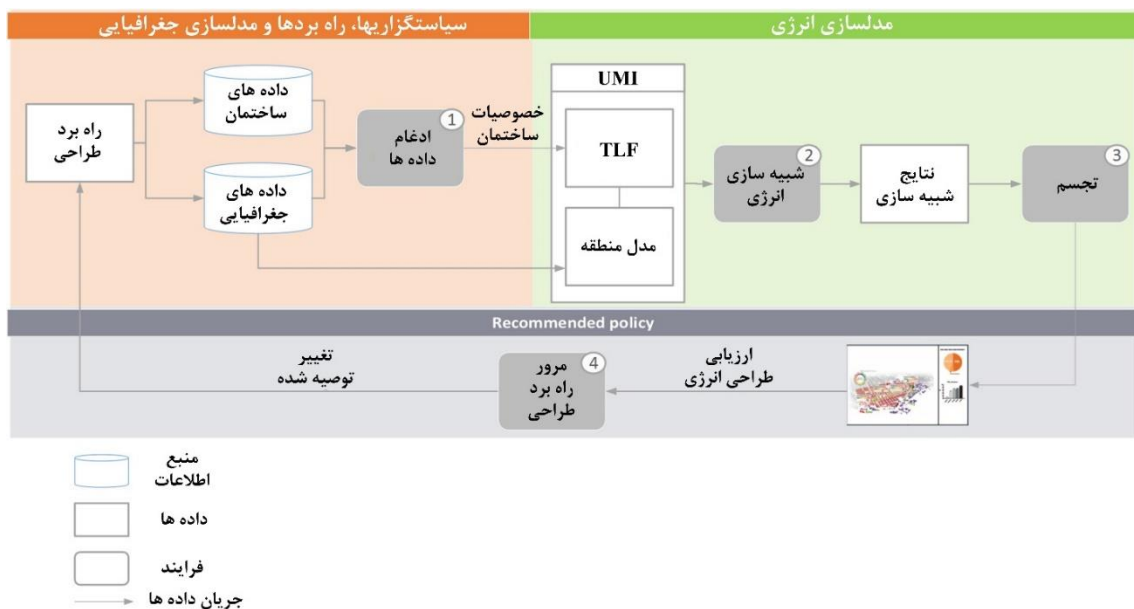 سیاستگزاریها، راه بردها و مدلسازی جغرافیایی
مدلسازی انرژی
راه برد
طراحی
داده های
ساختمان
داده های
جغرافیایی
1
ادغام
داده ها
خصوصیات
ساختمان
UMI
TLF
مدل منطقه
2
شبیه سازی
انرژی
نتایج
شبیه سازی
3
تجسم
Recommended policy
ارزیابی
طراحی انرژی
4
مرور
راه برد
طراحی
تغییر
توصیه شده
منبع
اطلاعات
داده ها
فرایند
جریان داده ها